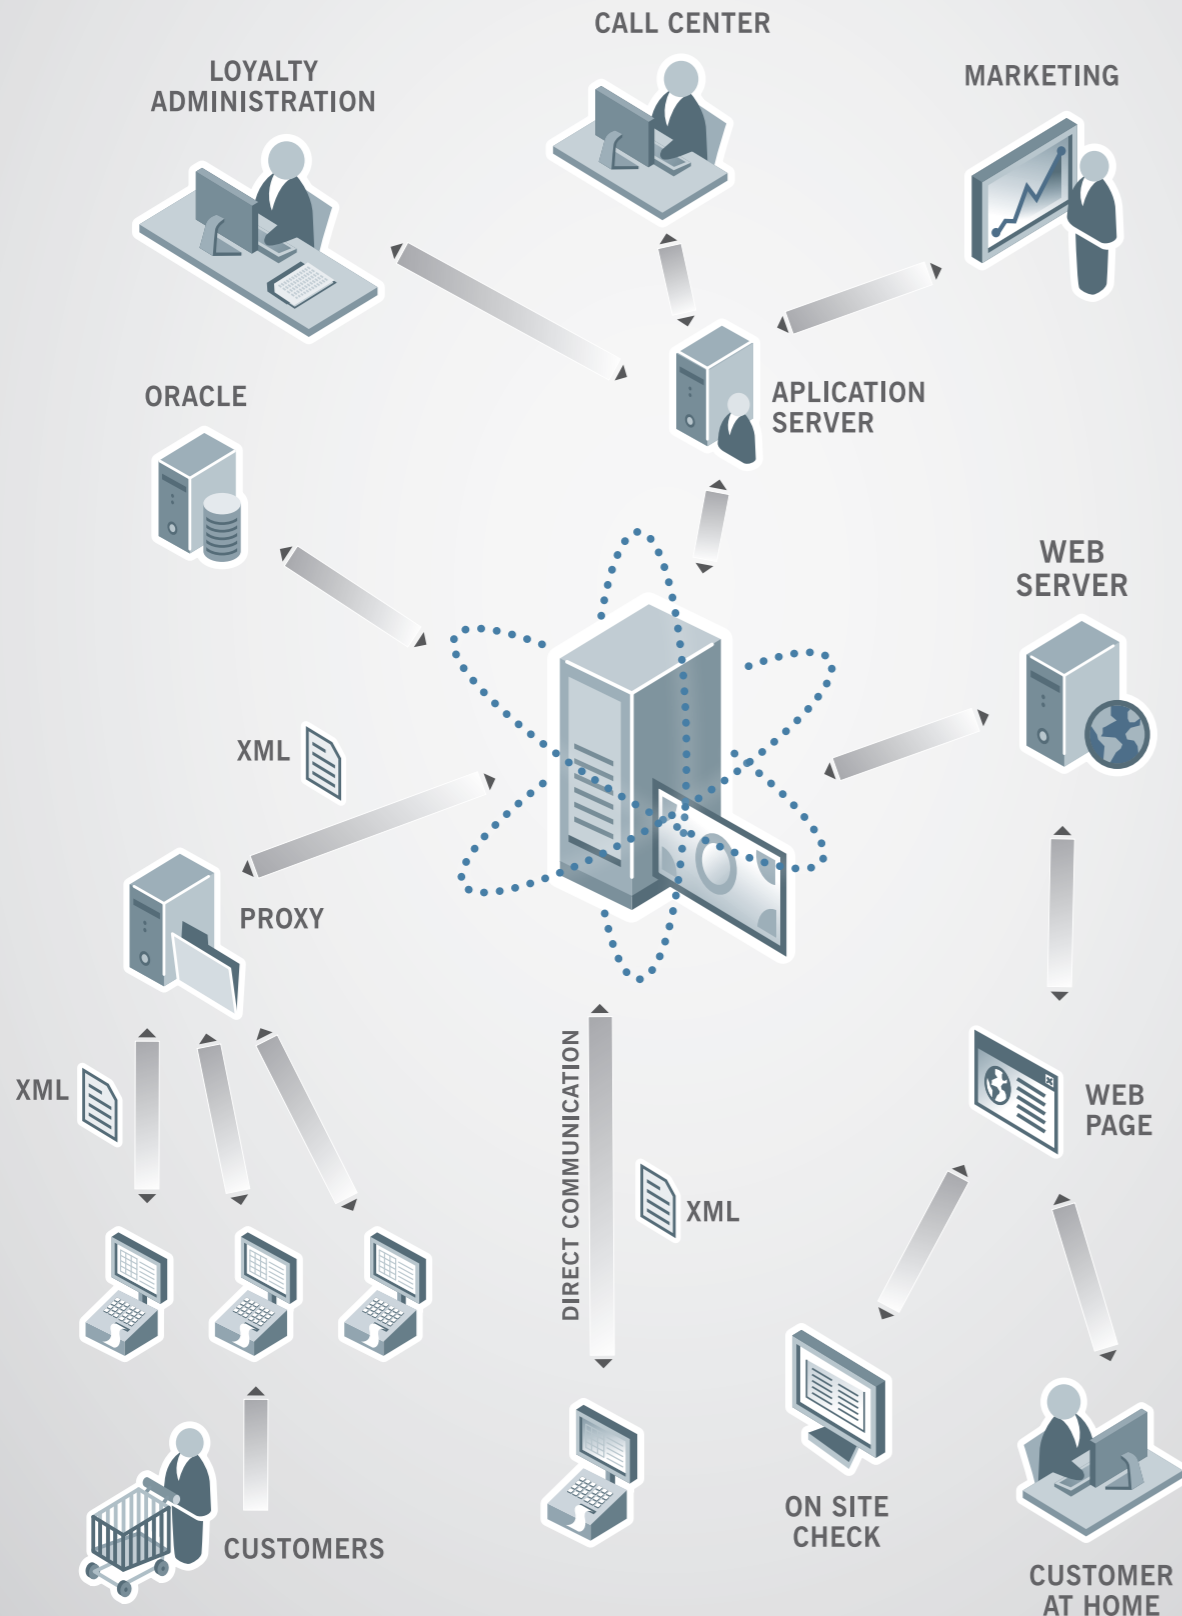 CALL CENTER
LOYALTY
ADMINISTRATION
MARKETING
ORACLE
APLICATION
SERVER
WEB
SERVER
XML
PROXY
XML
DIRECT COMMUNICATION
XML
WEB
PAGE
CUSTOMERS
ON SITE
CHECK
CUSTOMER
AT HOME